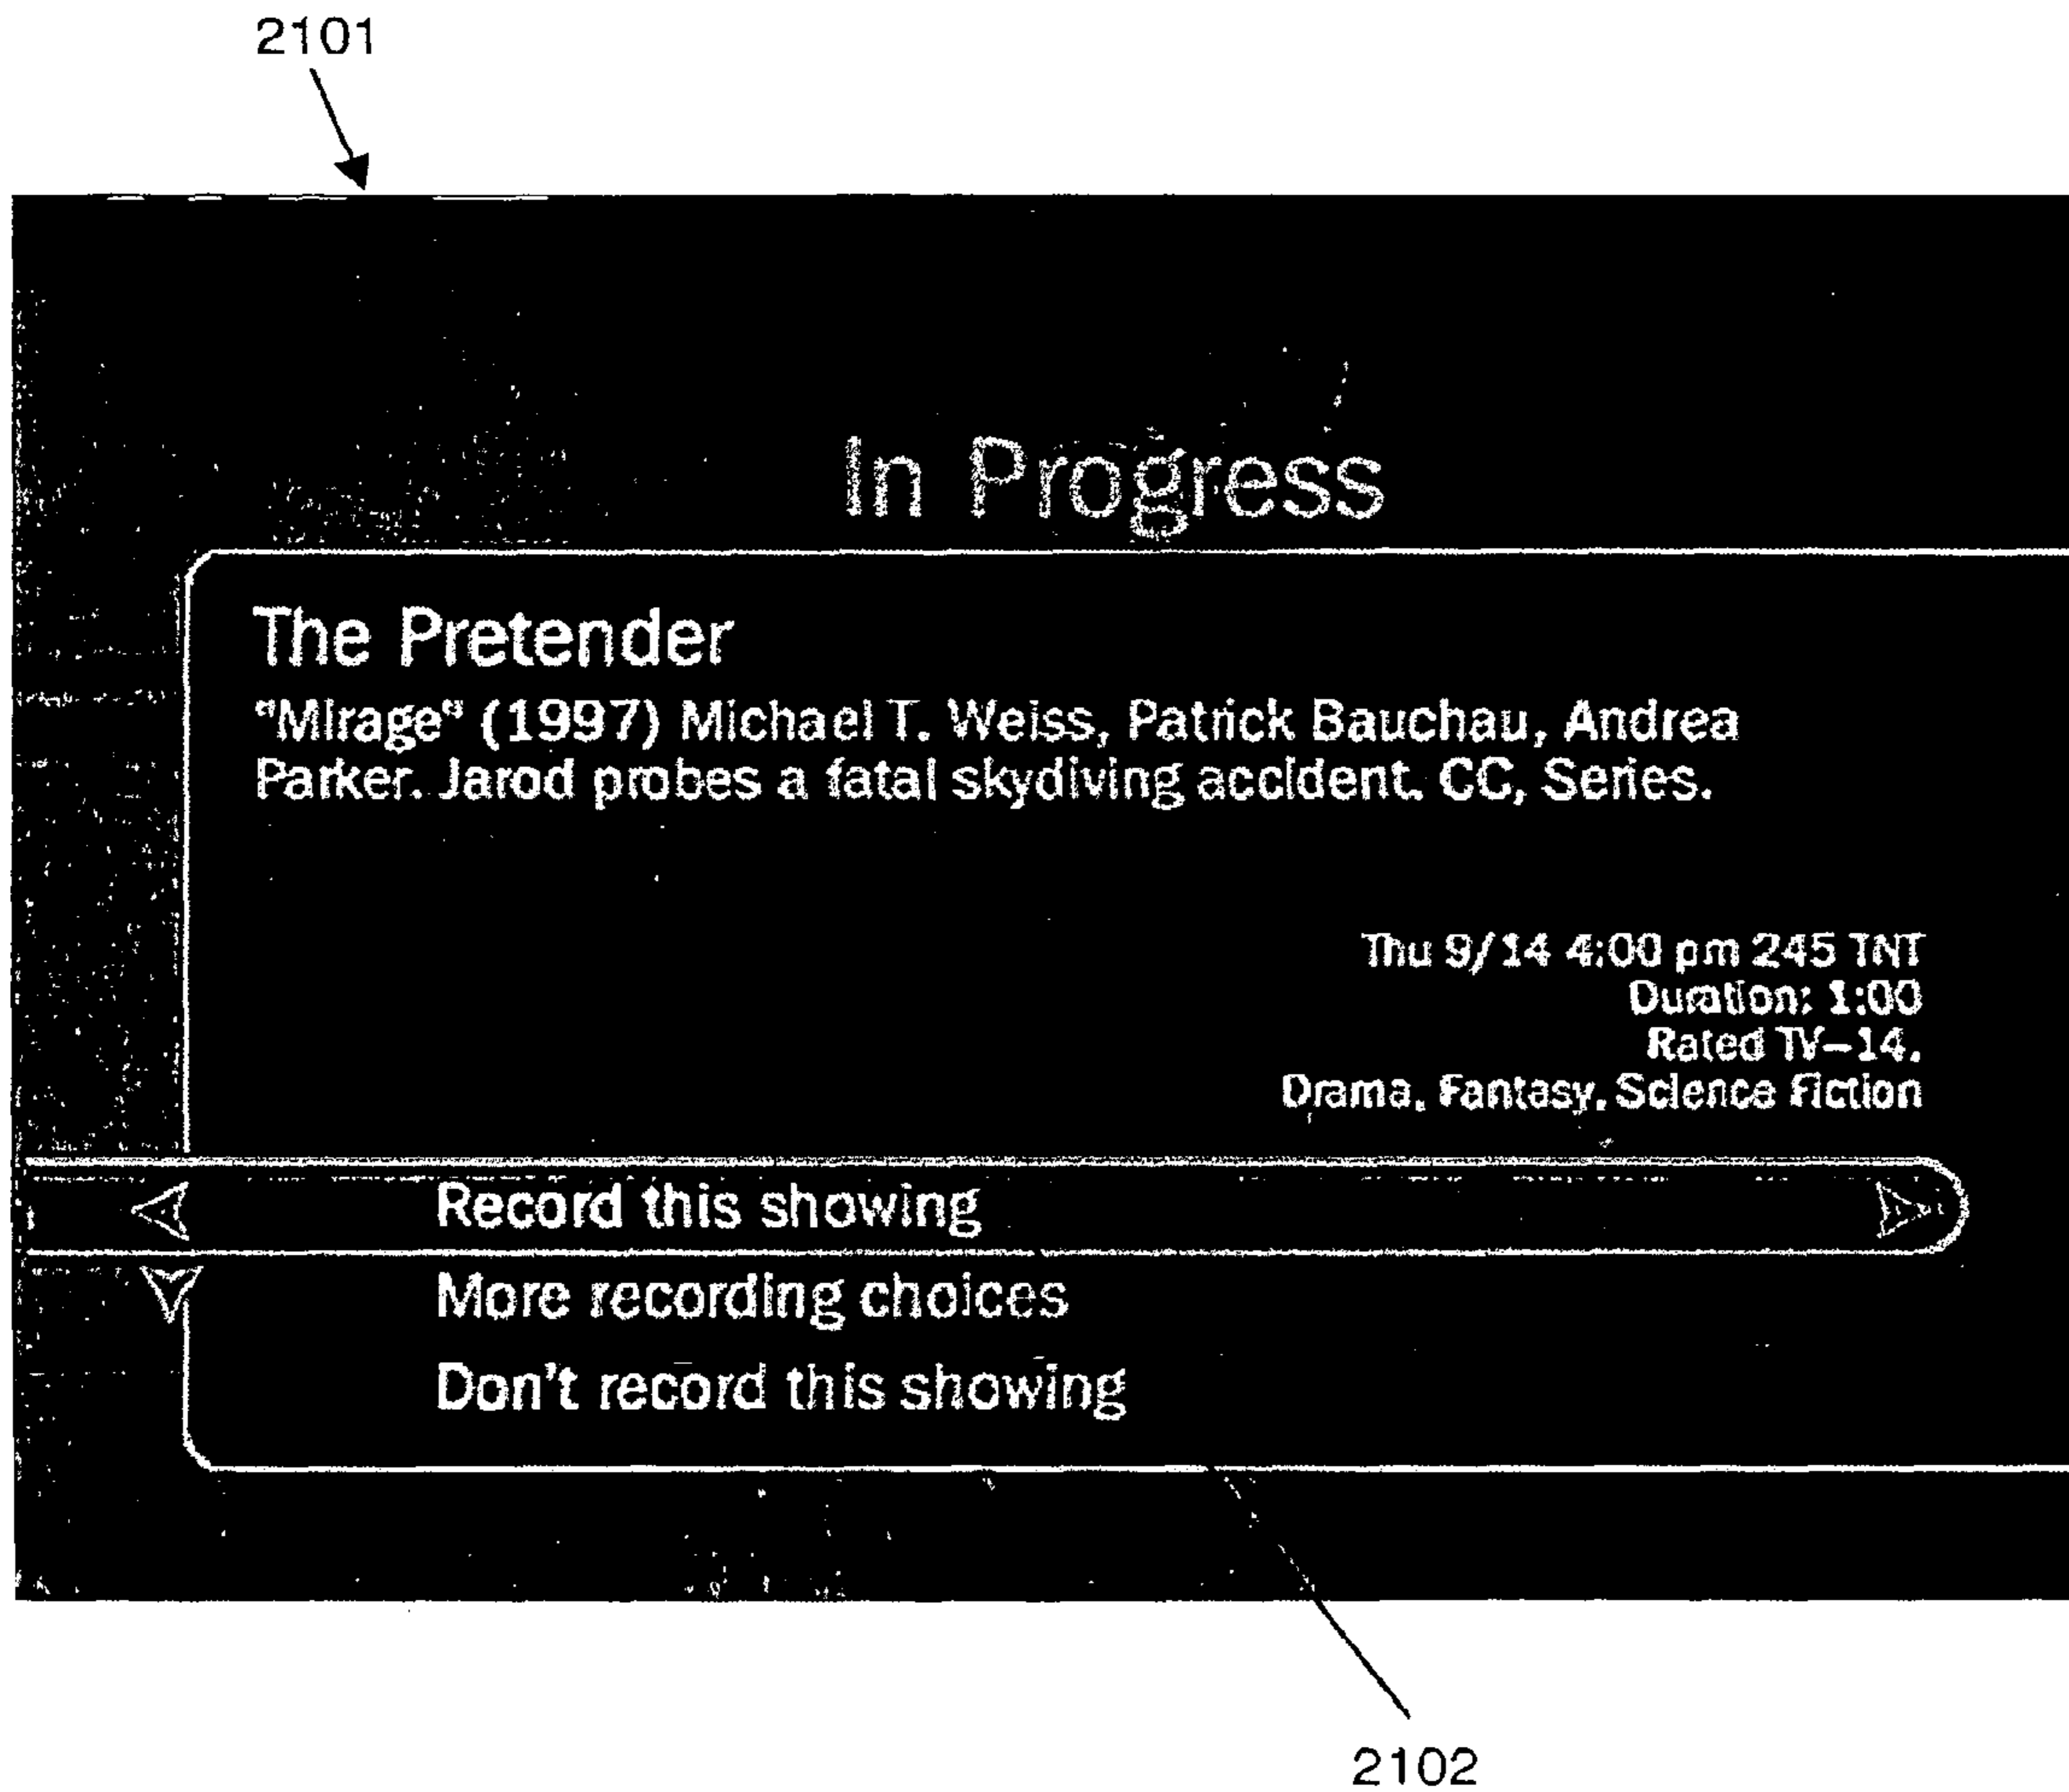 2101
In Progress
The Pretender
"Mirage" (1997) Michael T. Weiss, Patrick Bauchau, Andrea
Parker. Jarod probes a fatal skydiving accident. CC, Series.
Thu 9/14 4:00 pm 245 TNT
Duration: 1:00
Rated TV-14.
Drama, Fantasy, Science Fiction
Record this showing
More recording choices
Don't record this showing
2102